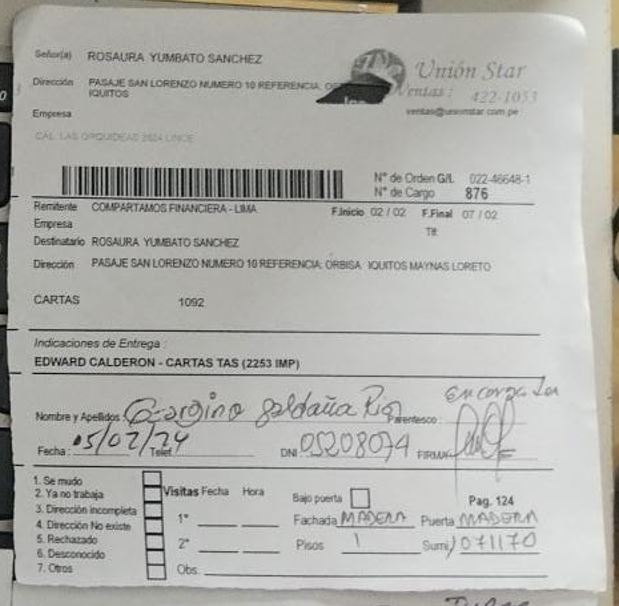 Señor(a) ROSAURA YUMBATO SANCHEZ
Dirección PASAJE SAN LORENZO NUMERO 10 REFERENCIA:
IQUITOS
Unión Star
Ventas: 422-1053
ventas@unionstar.com.pe
Empresa
CAL. LAS ORQUIDEAS 2624 LINCE
N° de Orden G/L 022-46648-1
N° de Cargo 876
Remitente COMPARTAMOS FINANCIERA - LIMA
F.Inicio 02 / 02 F.Final 07 / 02
Empresa
Tlf:
Destinatario ROSAURA YUMBATO SANCHEZ
Dirección PASAJE SAN LORENZO NUMERO 10 REFERENCIA: ORBISA IQUITOS MAYNAS LORETO
CARTAS 1092
Indicaciones de Entrega :
EDWARD CALDERON - CARTAS TAS (2253 IMP)
Nombre y Apellidos: Georgino Saldaña Parentesco:
Fecha: 05/02/24 Telef. DNI 05208074 FIRMA
1. Se mudo
2. Ya no trabaja
3. Dirección incompleta
4. Dirección No existe
5. Rechazado
6. Desconocido
7. Otros
Visitas Fecha Hora
1°
2°
Obs.
Bajo puerta
Pag. 124
Fachada MADERA Puerta MADERA
Pisos 1 Sumi 1071170